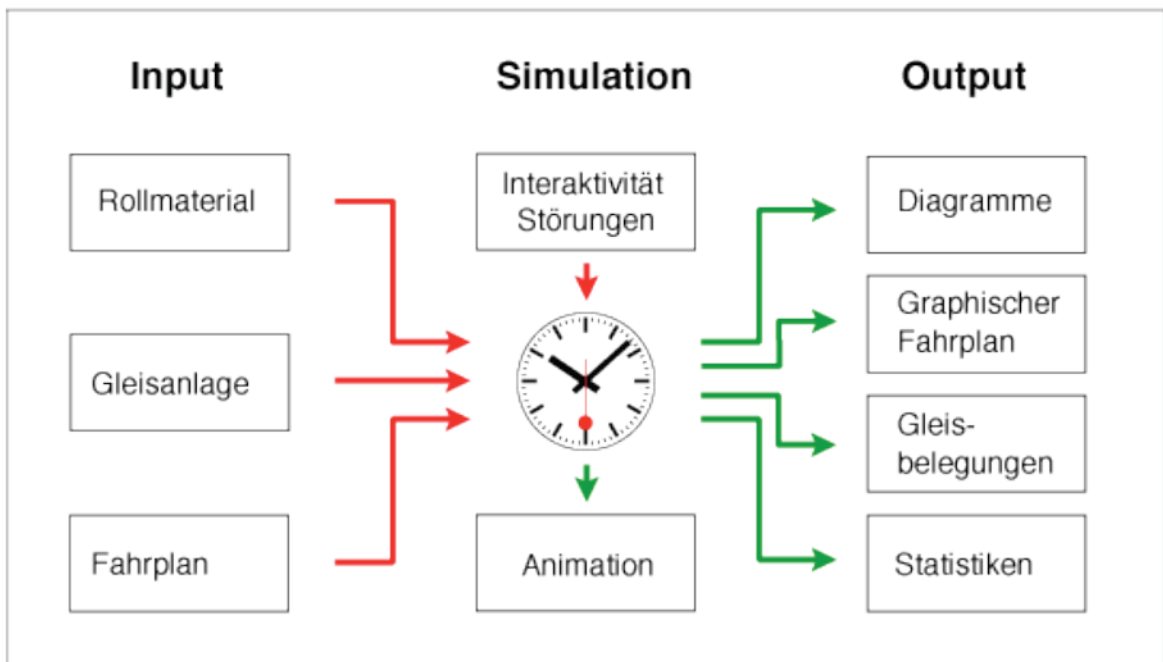 Input
Simulation
Output
Rollmaterial
Gleisanlage
Fahrplan
Interaktivität
Störungen
Animation
Diagramme
Graphischer
Fahrplan
Gleis-
belegungen
Statistiken